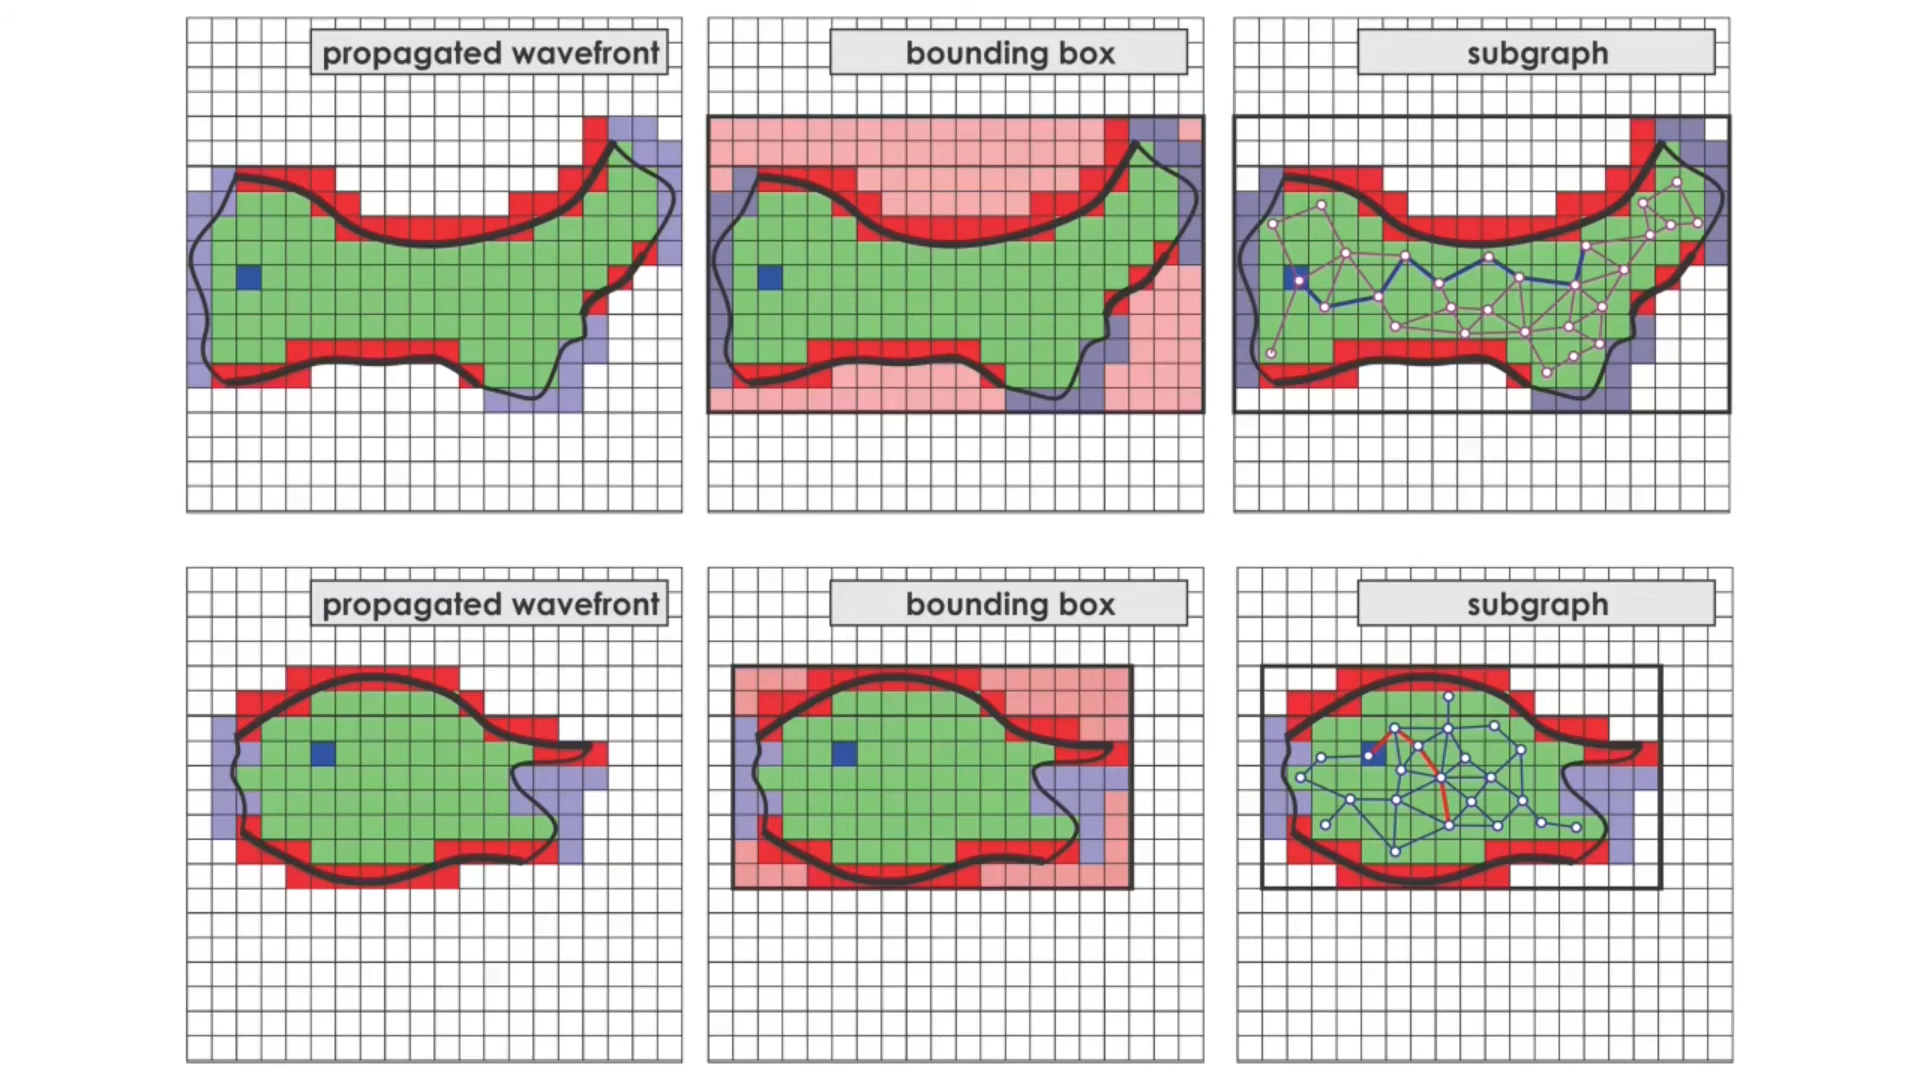 propagated wavefront
bounding box
subgraph
propagated wavefront
bounding box
subgraph